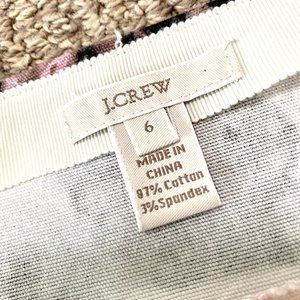 J.CREW
6
MADE IN
CHINA
97% Cotton
3% Spandex